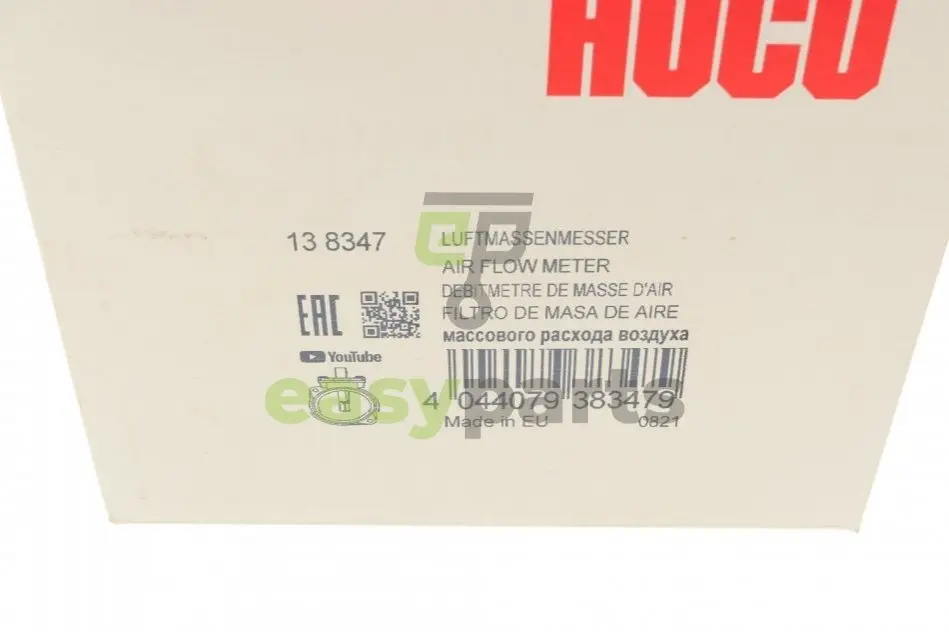 HUCO
13 8347
LUFTMASSENMESSER
AIR FLOW METER
DEBITMETRE DE MASSE D'AIR
FILTRO DE MASA DE AIRE
массового расхода воздуха
EAC
YouTube
4 044079 383479
Made in EU
0821
ep
easyparts